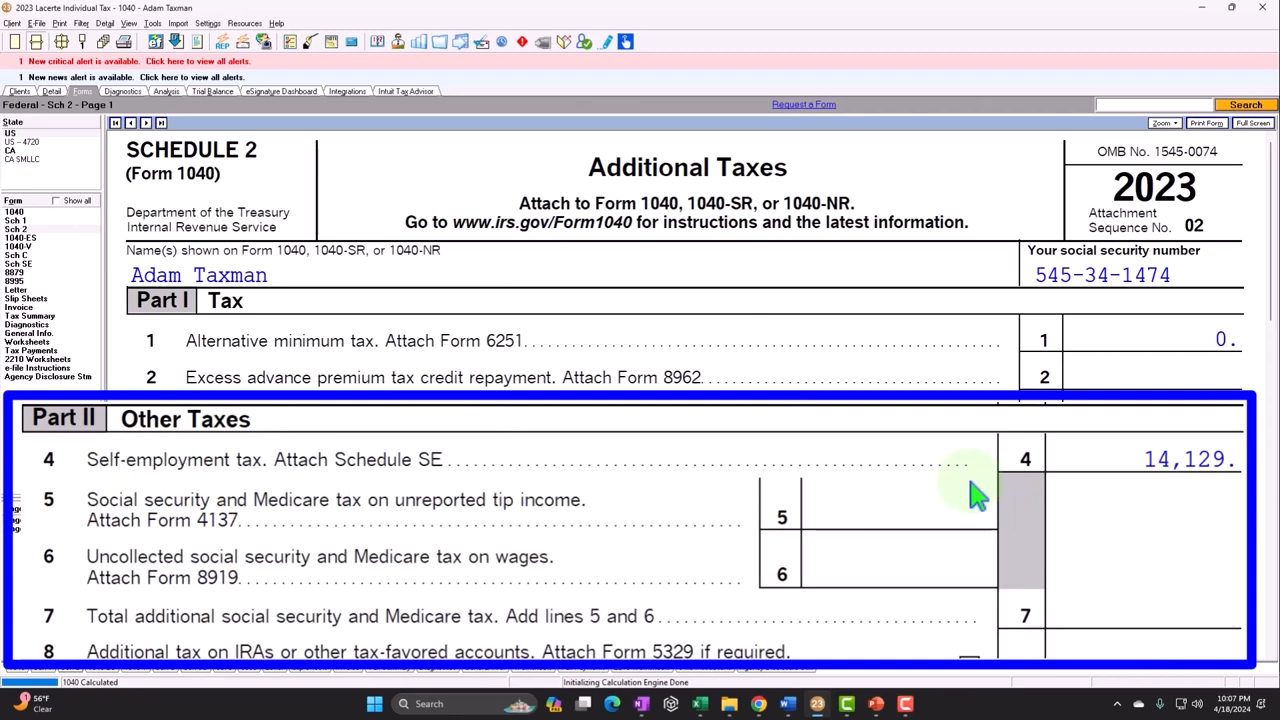 2023 Lacerte Individual Tax - 1040 - Adam Taxman
Client E-File Print Filter Detail View Tools Import Settings Resources Help
REP
1 New critical alert is available. Click here to view all alerts.
1 New news alert is available. Click here to view all alerts.
Clients Detail Forms Diagnostics Analysis Trial Balance eSignature Dashboard Integrations Intuit Tax Advisor
Federal - Sch 2 - Page 1
Request a Form
Search
State
Zoom Print Form Full Screen
US
US - 4720
CA
CA SMLLC
Form Show all
1040
Sch 1
Sch 2
1040-ES
1040-V
Sch C
Sch SE
8879
8995
Letter
Slip Sheets
Invoice
Tax Summary
Diagnostics
General Info.
Worksheets
Tax Payments
2210 Worksheets
e-file Instructions
Agency Disclosure Stm
SCHEDULE 2
(Form 1040)
Department of the Treasury
Internal Revenue Service
Additional Taxes
Attach to Form 1040, 1040-SR, or 1040-NR.
Go to www.irs.gov/Form1040 for instructions and the latest information.
OMB No. 1545-0074
2023
Attachment
Sequence No. 02
Name(s) shown on Form 1040, 1040-SR, or 1040-NR
Your social security number
Adam Taxman
545-34-1474
Part I Tax
1 Alternative minimum tax. Attach Form 6251 1 0.
2 Excess advance premium tax credit repayment. Attach Form 8962 2
Part II Other Taxes
4 Self-employment tax. Attach Schedule SE 4 14,129.
5 Social security and Medicare tax on unreported tip income.
Attach Form 4137 5
6 Uncollected social security and Medicare tax on wages.
Attach Form 8919 6
7 Total additional social security and Medicare tax. Add lines 5 and 6 7
8 Additional tax on IRAs or other tax-favored accounts. Attach Form 5329 if required.
1040 Calculated
Initializing Calculation Engine Done
56°F
Clear
Search
23
10:07 PM
4/18/2024